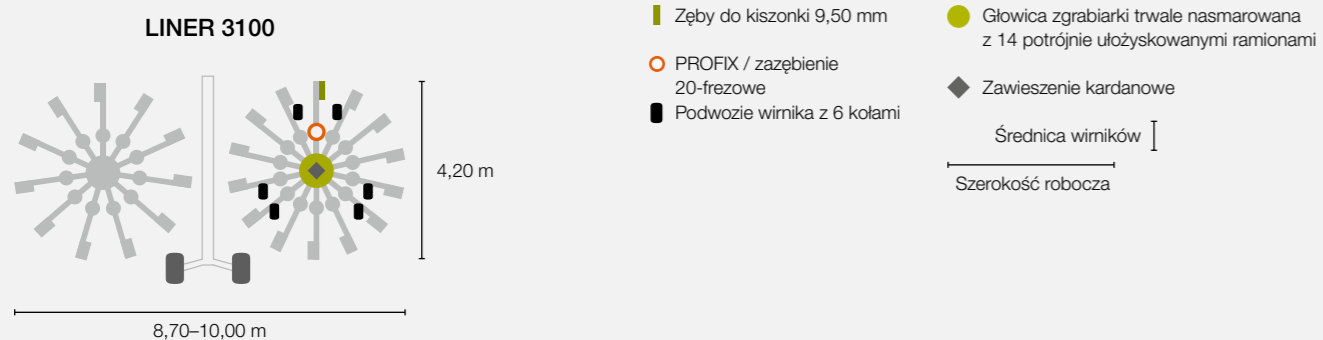 LINER 3100
4,20 m
8,70–10,00 m
Zęby do kiszonki 9,50 mm
PROFIX / zazębienie
20-frezowe
Podwozie wirnika z 6 kołami
Głowica zgrabiarki trwale nasmarowana
z 14 potrójnie ułożyskowanymi ramionami
Zawieszenie kardanowe
Średnica wirników
Szerokość robocza